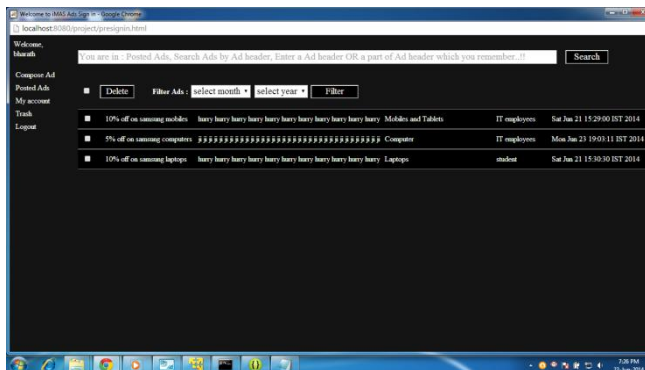 Welcome to iMAS Ads Sign in - Google Chrome
localhost:8080/project/presignin.html
Welcome,
bharath
Compose Ad
Posted Ads
My account
Trash
Logout
You are in : Posted Ads, Search Ads by Ad header, Enter a Ad header OR a part of Ad header which you remember..!! Search
Delete Filter Ads : select month select year Filter
10% off on samsung mobiles hurry hurry hurry hurry hurry hurry hurry hurry hurry hurry hurry Mobiles and Tablets IT employees Sat Jun 21 15:29:00 IST 2014
5% off on samsung computers Computer IT employees Mon Jun 23 19:03:11 IST 2014
10% off on samsung laptops hurry hurry hurry hurry hurry hurry hurry hurry hurry hurry hurry Laptops student Sat Jun 21 15:30:30 IST 2014
7:26 PM
23-Jun-2014